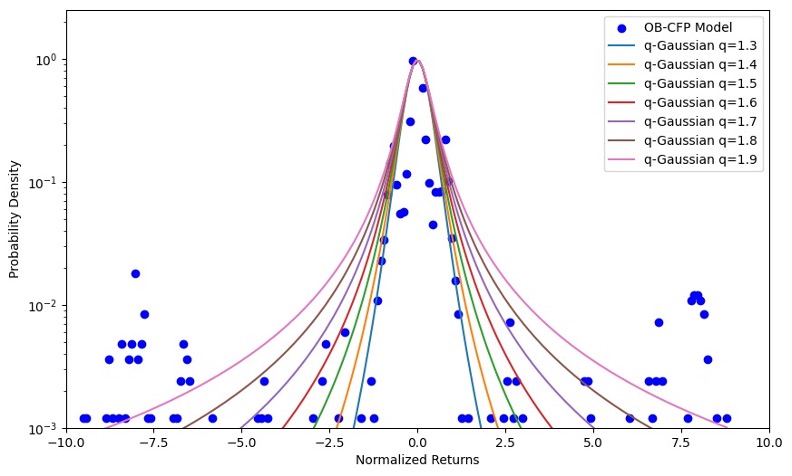 OB-CFP Model
q-Gaussian q=1.3
q-Gaussian q=1.4
q-Gaussian q=1.5
q-Gaussian q=1.6
q-Gaussian q=1.7
q-Gaussian q=1.8
q-Gaussian q=1.9
Probability Density
10⁰
10⁻¹
10⁻²
10⁻³
−10.0 −7.5 −5.0 −2.5 0.0 2.5 5.0 7.5 10.0
Normalized Returns